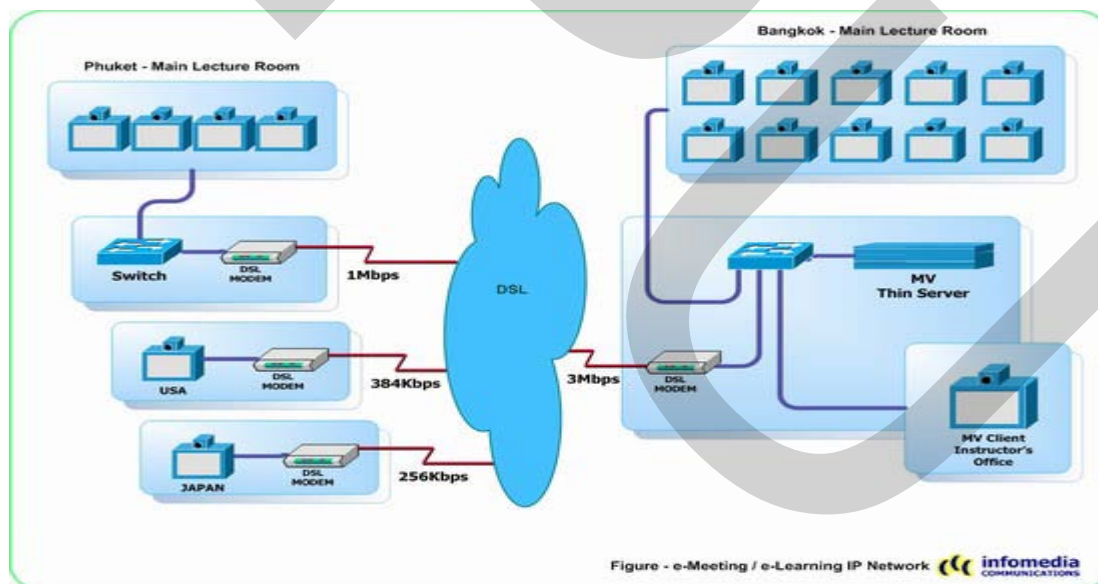 Bangkok - Main Lecture Room
Phuket - Main Lecture Room
Switch
DSL
MODEM
1Mbps
DSL
MV
Thin Server
USA
DSL
MODEM
384Kbps
3Mbps
DSL
MODEM
JAPAN
DSL
MODEM
256Kbps
MV Client
Instructor's
Office
Figure - e-Meeting / e-Learning IP Network
infomedia
COMMUNICATIONS